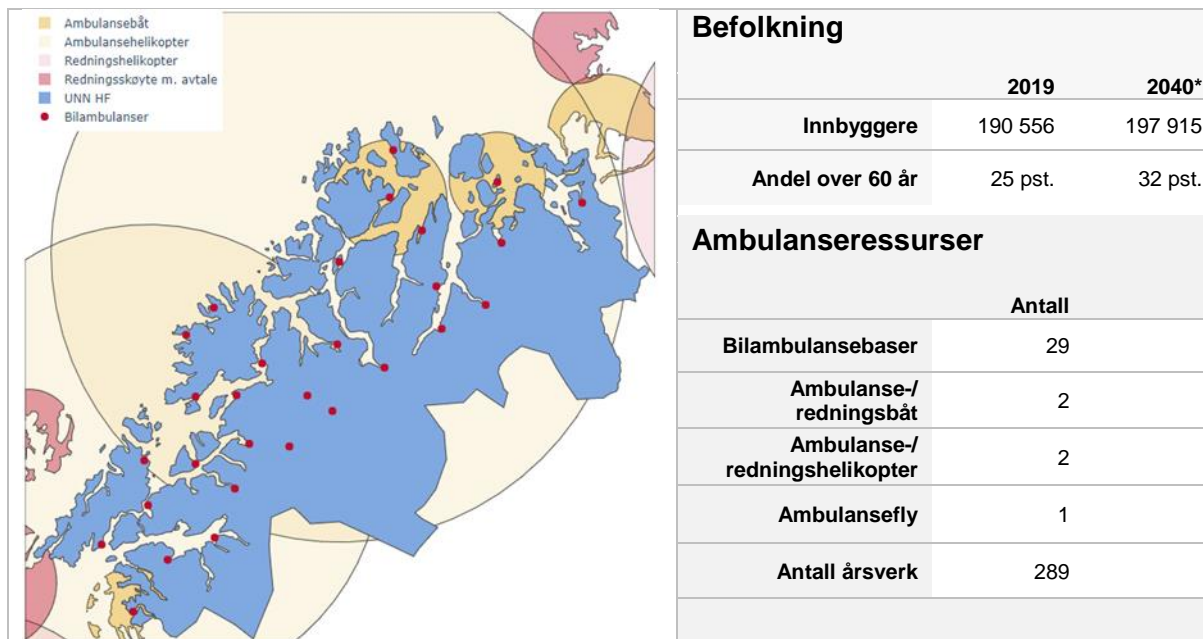 Ambulansebåt
Ambulansehelikopter
Redningshelikopter
Redningsskøyte m. avtale
UNN HF
Bilambulanser
Befolkning
2019 2040*
Innbyggere 190 556 197 915
Andel over 60 år 25 pst. 32 pst.
Ambulanseressurser
Antall
Bilambulansebaser 29
Ambulanse-/
redningsbåt 2
Ambulanse-/
redningshelikopter 2
Ambulansefly 1
Antall årsverk 289